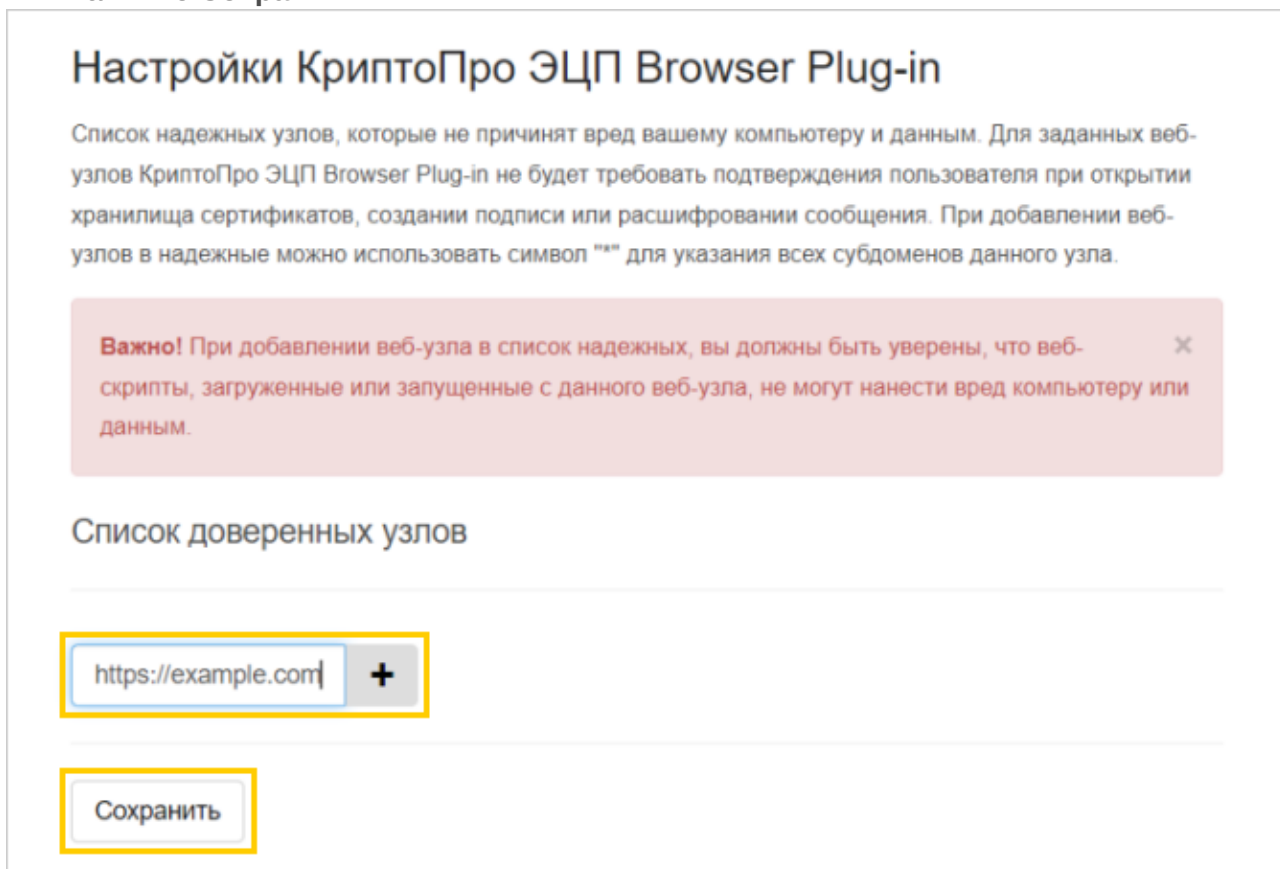 Настройки КриптоПро ЭЦП Browser Plug-in
Список надежных узлов, которые не причинят вред вашему компьютеру и данным. Для заданных веб-
узлов КриптоПро ЭЦП Browser Plug-in не будет требовать подтверждения пользователя при открытии
хранилища сертификатов, создании подписи или расшифровании сообщения. При добавлении веб-
узлов в надежные можно использовать символ "*" для указания всех субдоменов данного узла.
Важно! При добавлении веб-узла в список надежных, вы должны быть уверены, что веб- ×
скрипты, загруженные или запущенные с данного веб-узла, не могут нанести вред компьютеру или
данным.
Список доверенных узлов
https://example.com +
Сохранить